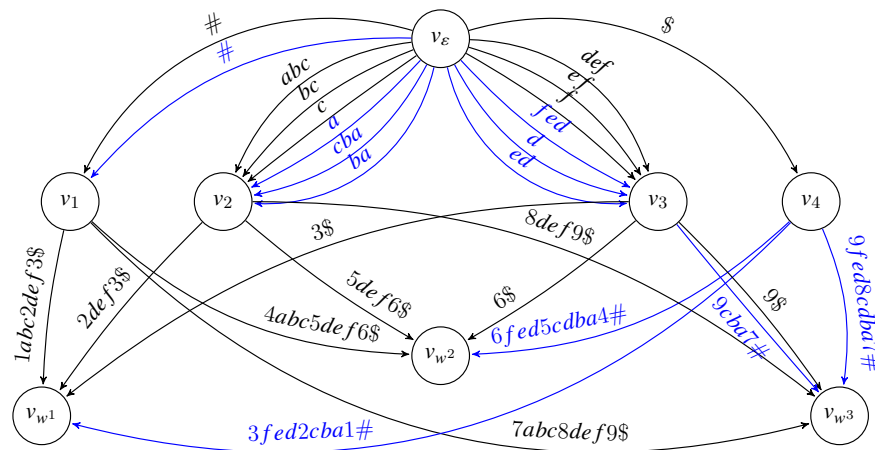 v_ε
#
#
$
abc
bc
c
a
cba
ba
def
ef
f
fed
d
ed
v_1
v_2
v_3
v_4
3$
8def9$
1abc2def3$
2def3$
5def6$
4abc5def6$
6$
6fed5cdba4#
9cba7#
9$
9fed8cdba7#
v_{w^2}
v_{w^1}
v_{w^3}
3fed2cba1#
7abc8def9$